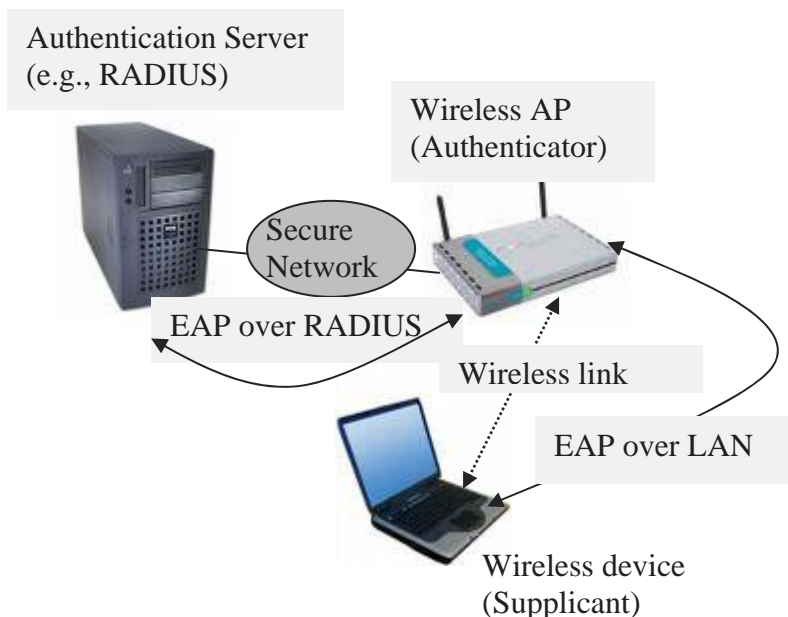 Authentication Server
(e.g., RADIUS)
Wireless AP
(Authenticator)
Secure
Network
EAP over RADIUS
Wireless link
EAP over LAN
Wireless device
(Supplicant)